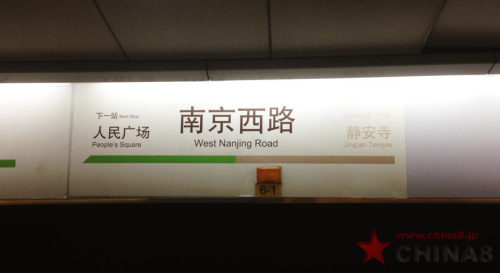 下一站 Next Stop
人民广场
People's Square
南京西路
West Nanjing Road
静安寺
Jing'an Temple
6-1
www.china8.jp
CHINA8